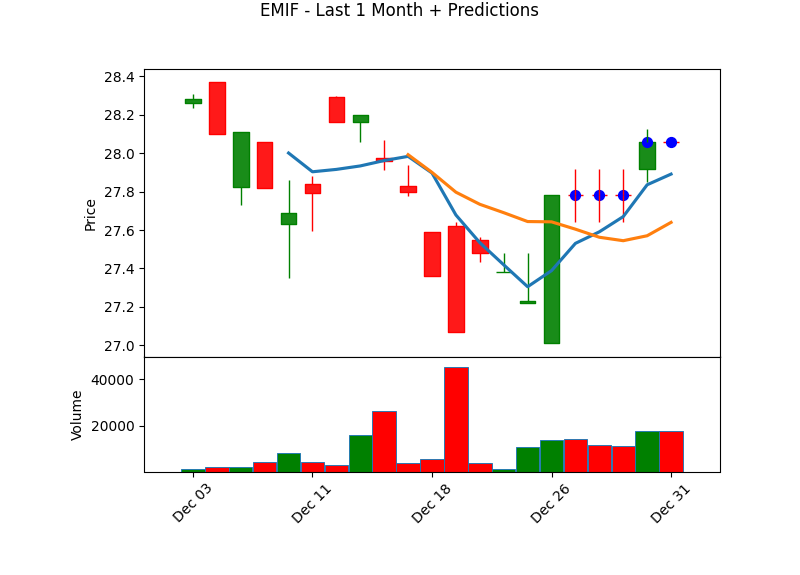 EMIF - Last 1 Month + Predictions
28.4
28.2
28.0
27.8
27.6
27.4
27.2
27.0
Price
40000
20000
Volume
Dec 03
Dec 11
Dec 18
Dec 26
Dec 31